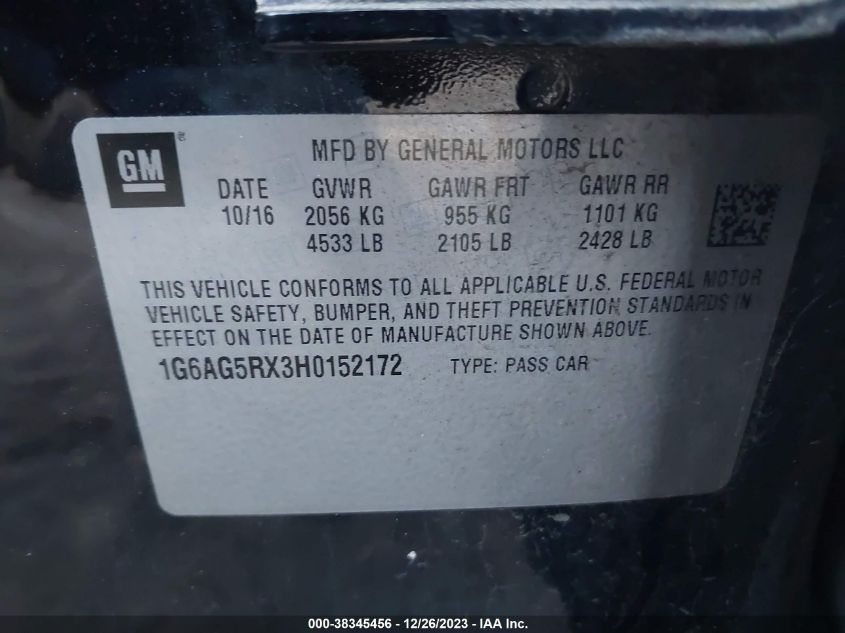 GM®
MFD BY GENERAL MOTORS LLC
DATE GVWR GAWR FRT GAWR RR
10/16 2056 KG 955 KG 1101 KG
4533 LB 2105 LB 2428 LB
THIS VEHICLE CONFORMS TO ALL APPLICABLE U.S. FEDERAL MOTOR
VEHICLE SAFETY, BUMPER, AND THEFT PREVENTION STANDARDS IN
EFFECT ON THE DATE OF MANUFACTURE SHOWN ABOVE.
1G6AG5RX3H0152172 TYPE: PASS CAR
000-38345456 - 12/26/2023 - IAA Inc.